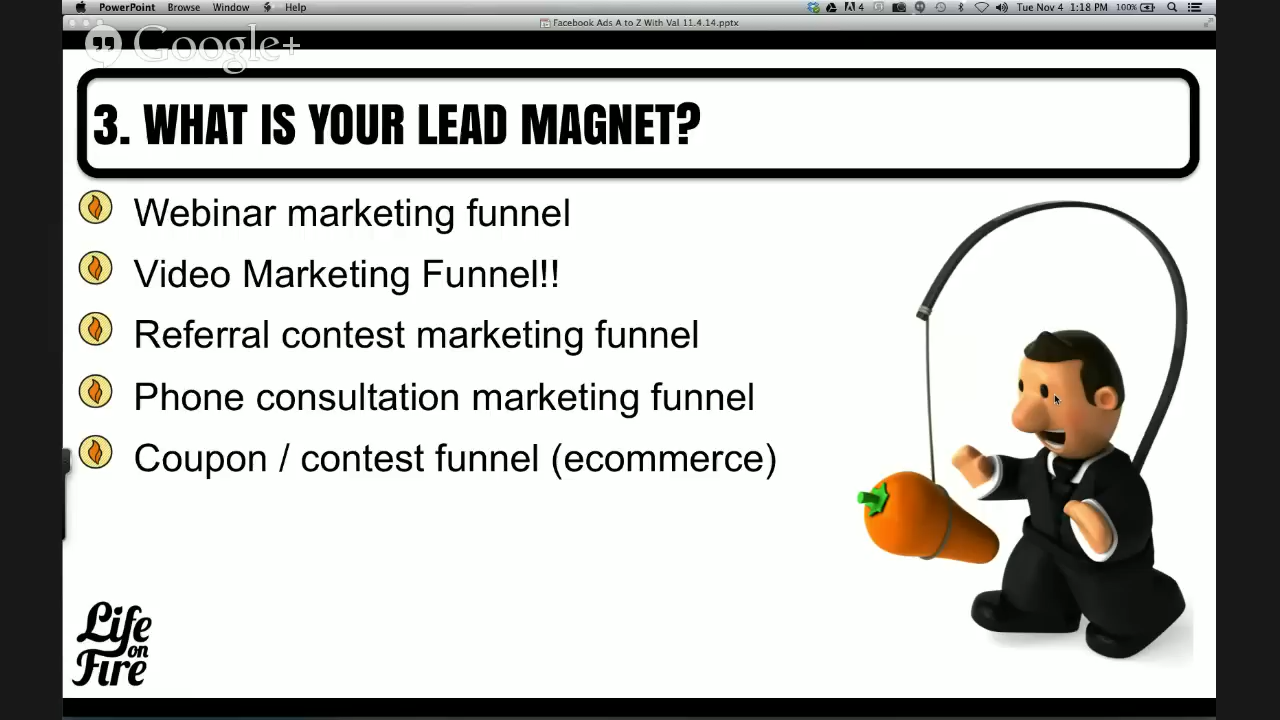 PowerPoint Browse Window Help
4 Tue Nov 4 1:18 PM 100%
Facebook Ads A to Z With Val 11.4.14.pptx
Google+
3. WHAT IS YOUR LEAD MAGNET?
Webinar marketing funnel
Video Marketing Funnel!!
Referral contest marketing funnel
Phone consultation marketing funnel
Coupon / contest funnel (ecommerce)
Life
on
Fire